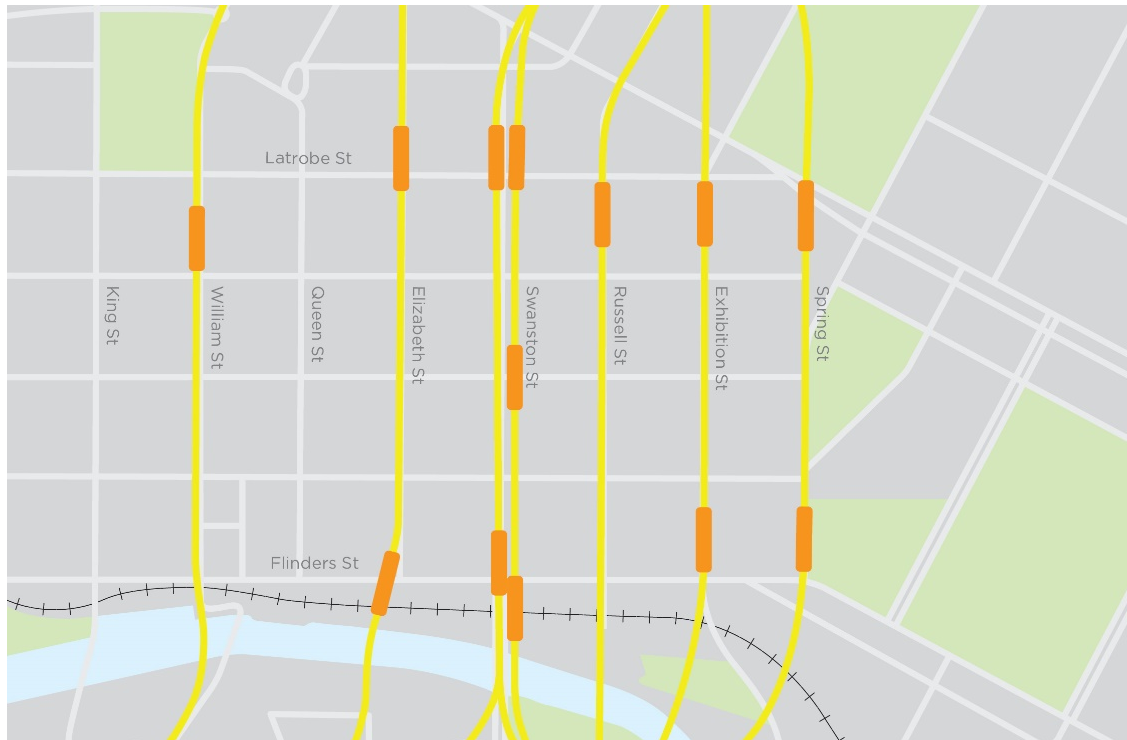 Latrobe St
King St
William St
Queen St
Elizabeth St
Swanston St
Russell St
Exhibition St
Spring St
Flinders St